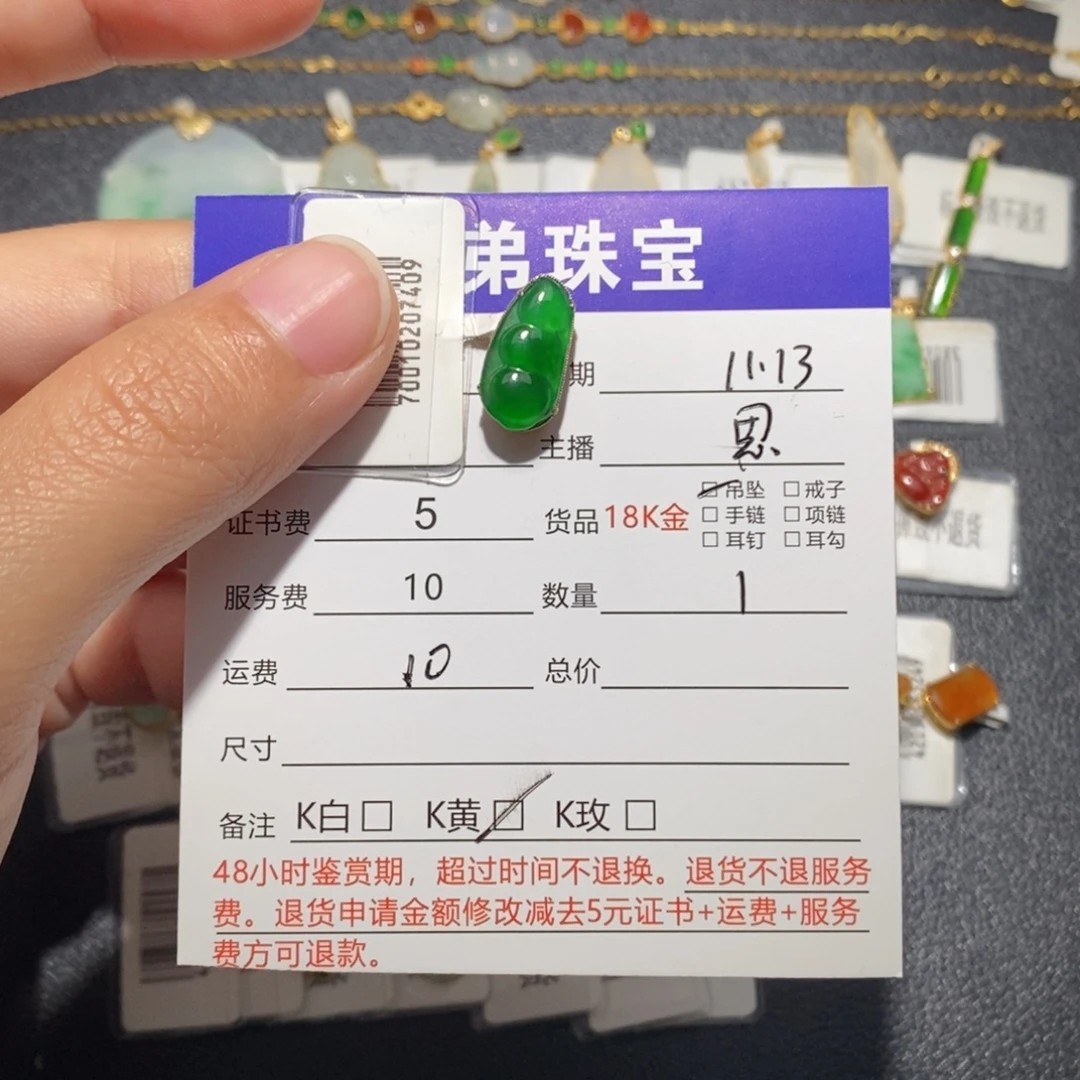 弟珠宝
70010207409
期 11.13
主播 思
证书费 5 货品 18K金 □吊坠 □戒子
□手链 □项链
□耳钉 □耳勾
服务费 10 数量 1
运费 10 总价
尺寸
备注 K白□ K黄□ K玫□
48小时鉴赏期，超过时间不退换。退货不退服务
费。退货申请金额修改减去5元证书+运费+服务
费方可退款。